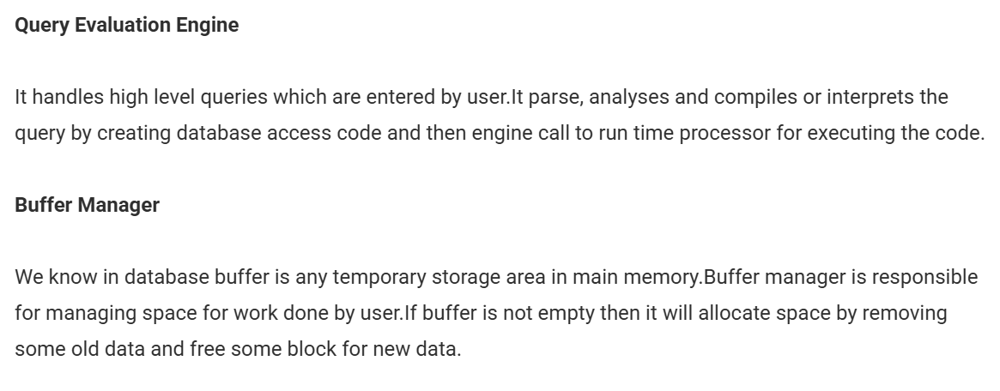 Query Evaluation Engine
It handles high level queries which are entered by user.It parse, analyses and compiles or interprets the
query by creating database access code and then engine call to run time processor for executing the code.
Buffer Manager
We know in database buffer is any temporary storage area in main memory.Buffer manager is responsible
for managing space for work done by user.If buffer is not empty then it will allocate space by removing
some old data and free some block for new data.